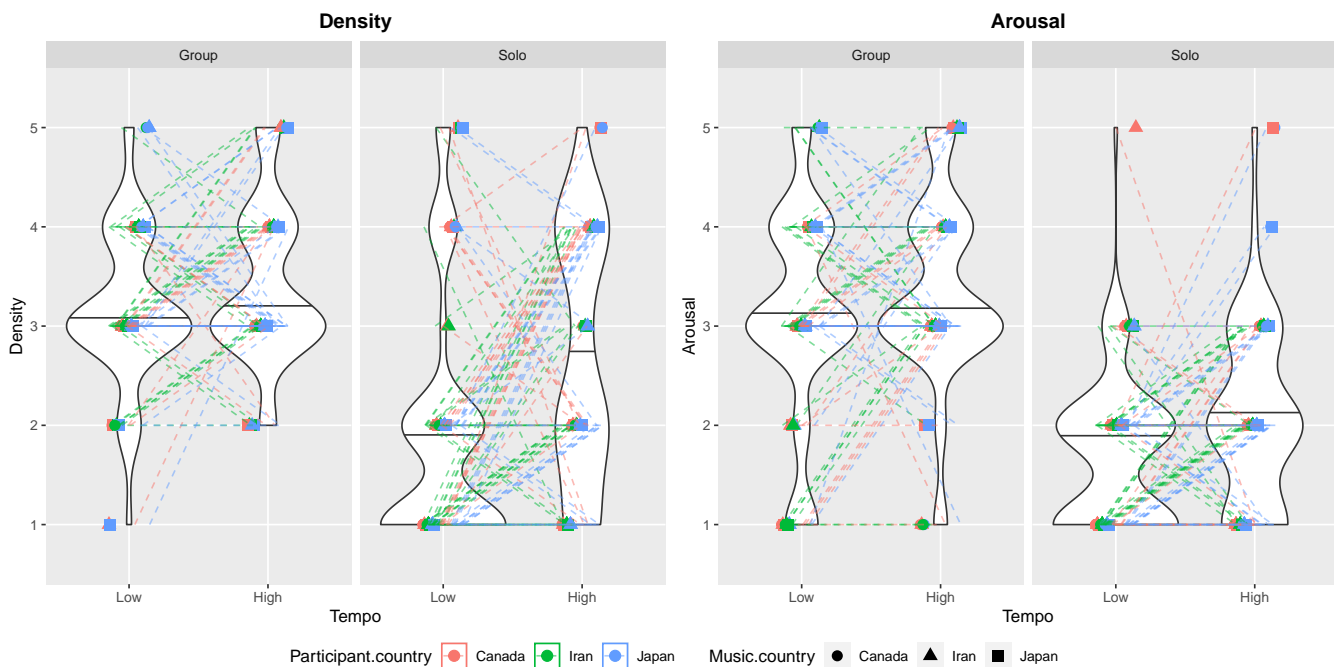 Density
Arousal
Group
Solo
Group
Solo
5
4
3
2
1
Density
5
4
3
2
1
Arousal
Low
High
Low
High
Low
High
Low
High
Tempo
Tempo
Participant.country
Canada
Iran
Japan
Music.country
Canada
Iran
Japan